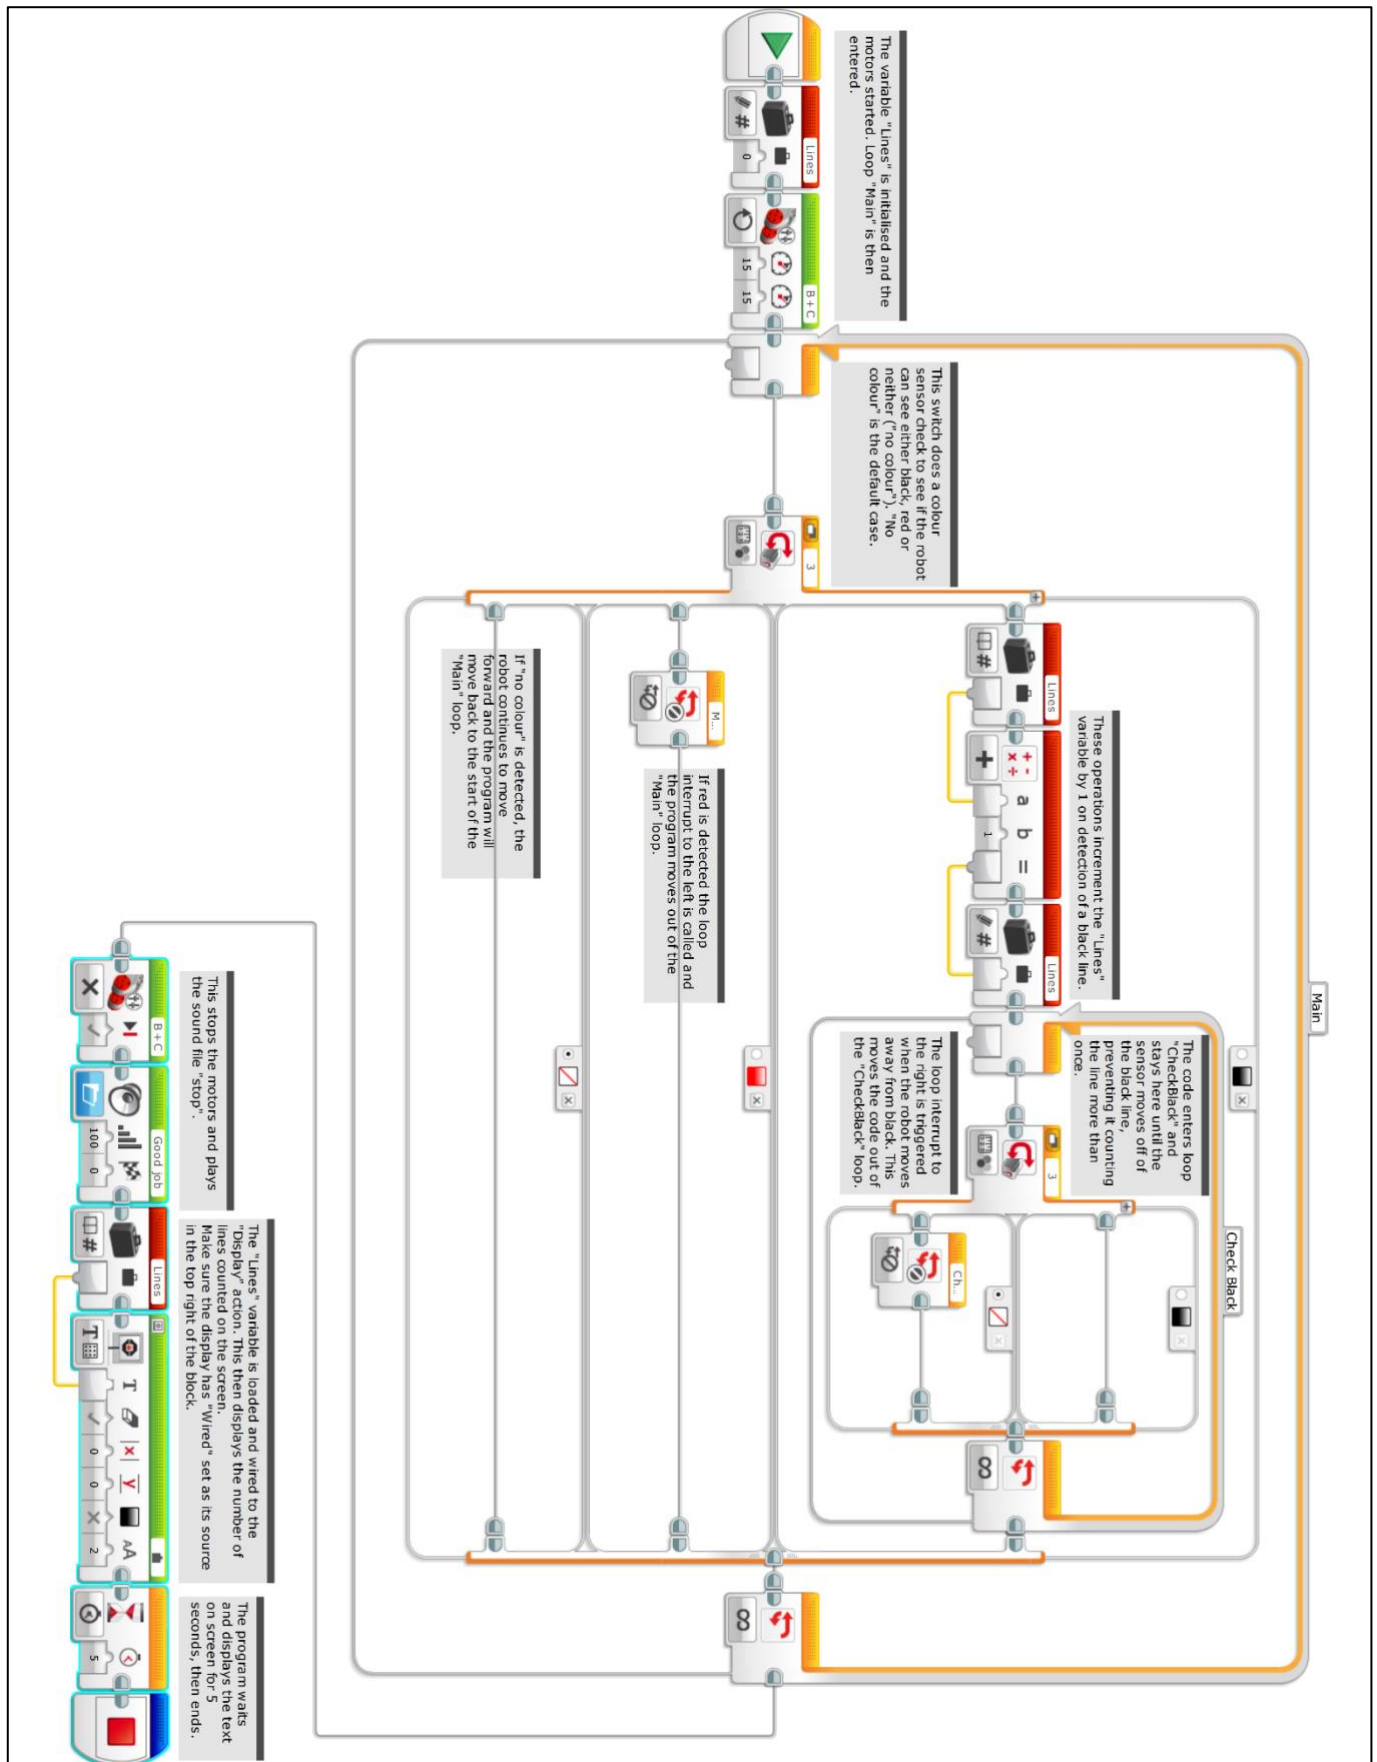 Main
Check Black
The variable "Lines" is initialised and the
motors started. Loop "Main" is then
entered.
Lines
#
0
B + C
15
15
This switch does a colour
sensor check to see if the robot
can see either black, red or
neither ("no colour"). "No
colour" is the default case.
3
Lines
#
These operations increment the "Lines"
variable by 1 on detection of a black line.
a b =
1
Lines
#
The code enters loop
"CheckBlack" and
stays here until the
sensor moves off of
the black line,
preventing it counting
the line more than
once.
The loop interrupt to
the right is triggered
when the robot moves
away from black. This
moves the code out of
the "CheckBlack" loop.
3
Ch...
∞
M...
If red is detected the loop
interrupt to the left is called and
the program moves out of the
"Main" loop.
If "no colour" is detected, the
robot continues to move
forward and the program will
move back to the start of the
"Main" loop.
∞
This stops the motors and plays
the sound file "stop".
B + C
Good job
100
0
The "Lines" variable is loaded and wired to the
"Display" action. This then displays the number of
lines counted on the screen.
Make sure the display has "Wired" set as its source
in the top right of the block.
Lines
#
T
T
x
y
AA
0
0
2
The program waits
and displays the text
on screen for 5
seconds, then ends.
5